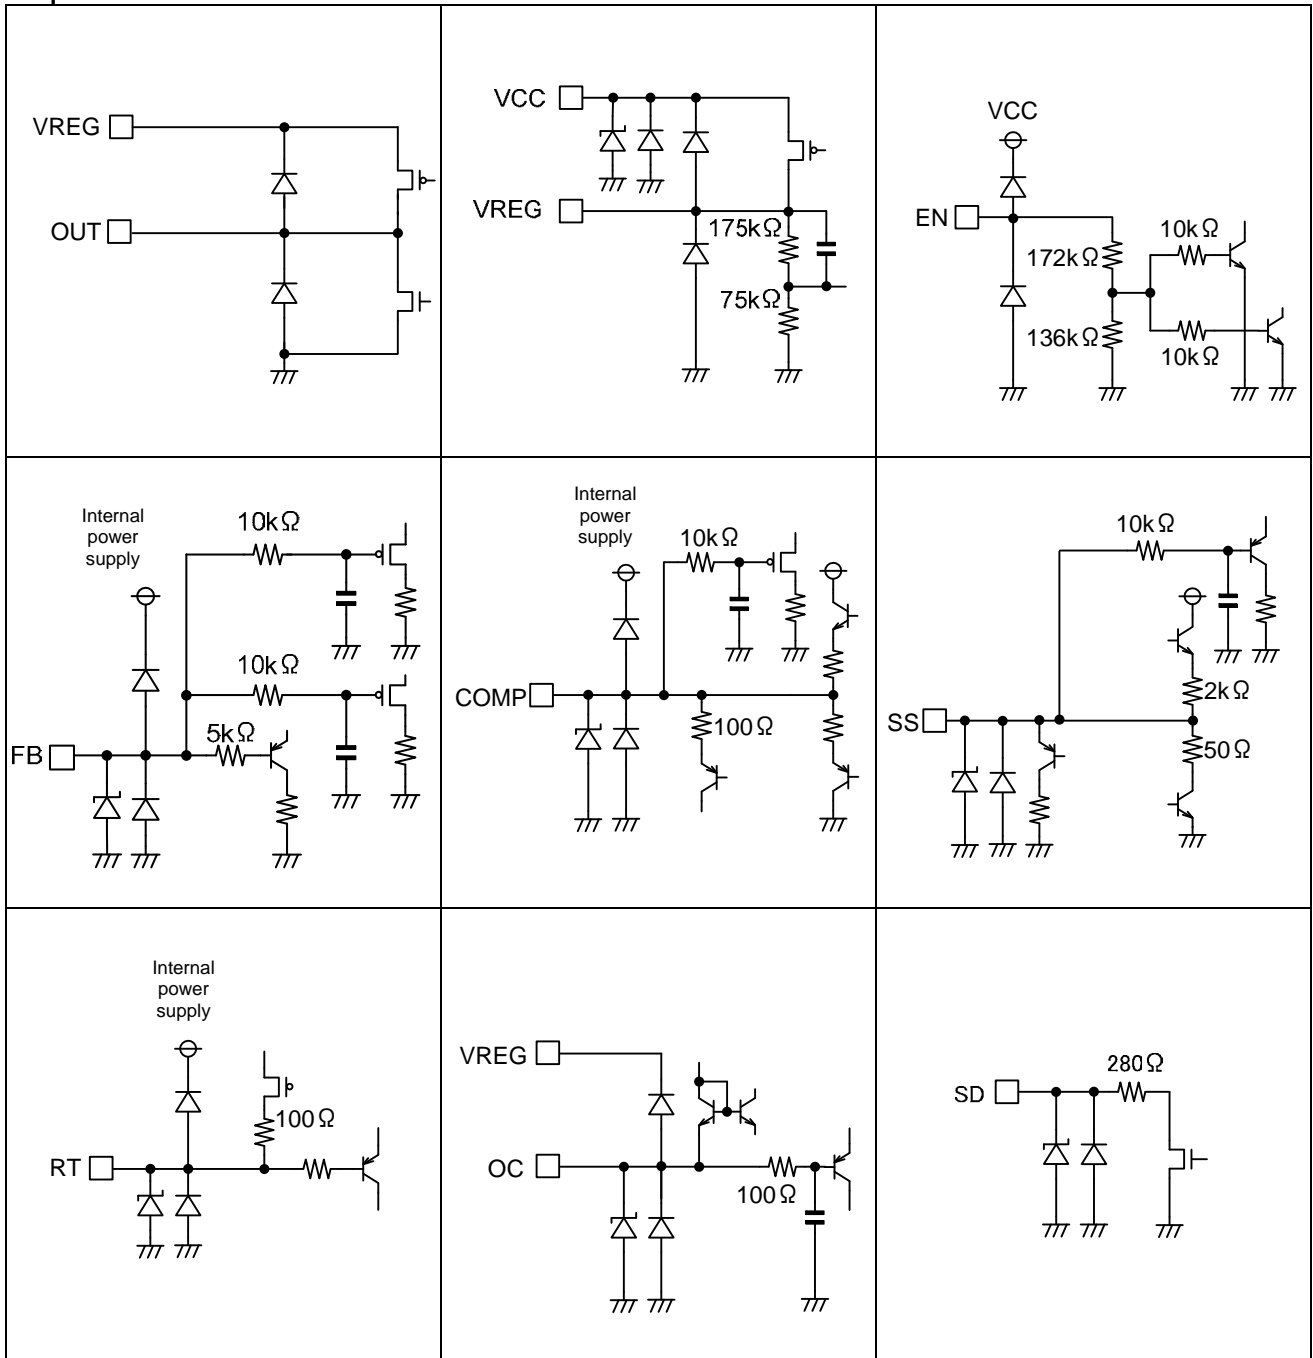 VREG
OUT
VCC
VREG
175kΩ
75kΩ
VCC
EN
10kΩ
172kΩ
136kΩ
10kΩ
Internal
power
supply
10kΩ
10kΩ
5kΩ
FB
Internal
power
supply
10kΩ
COMP
100Ω
10kΩ
2kΩ
SS
50Ω
Internal
power
supply
100Ω
RT
VREG
OC
100Ω
280Ω
SD